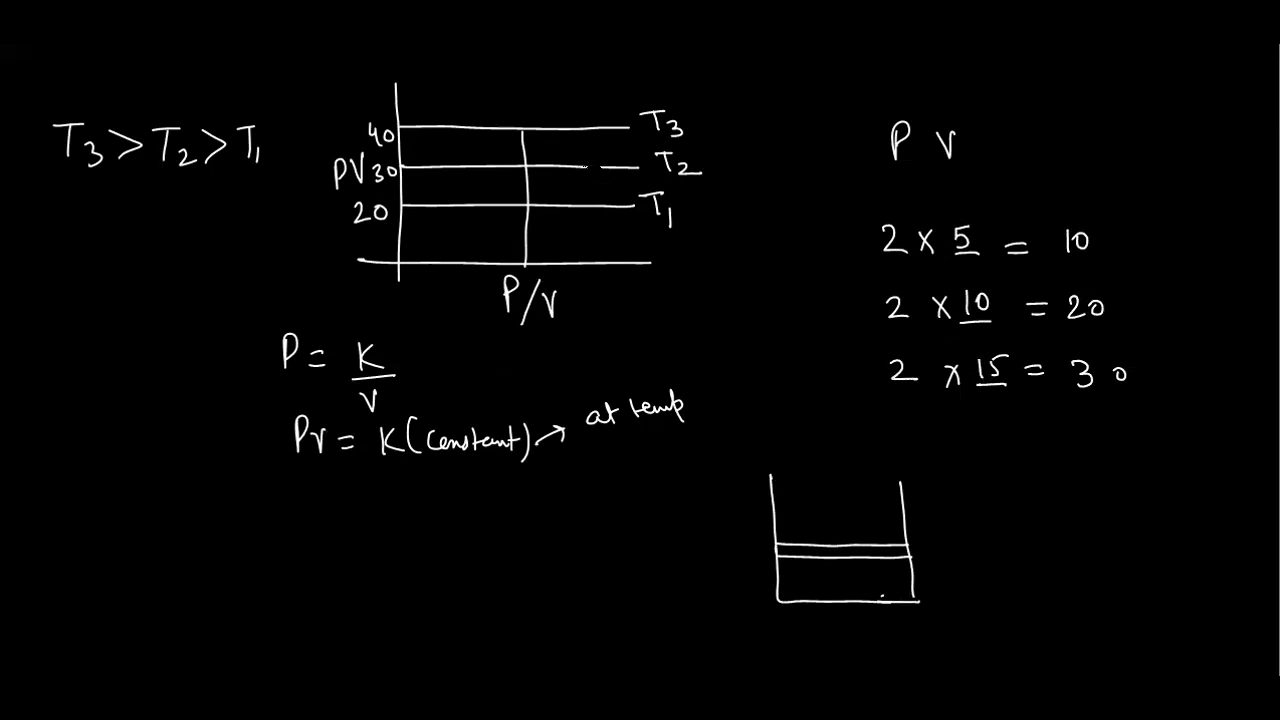 T3 > T2 > T1
40 T3
PV 30 T2
20 T1
P/V
P = K/V
PV = K (constant) → at temp
P V
2 × 5 = 10
2 × 10 = 20
2 × 15 = 30